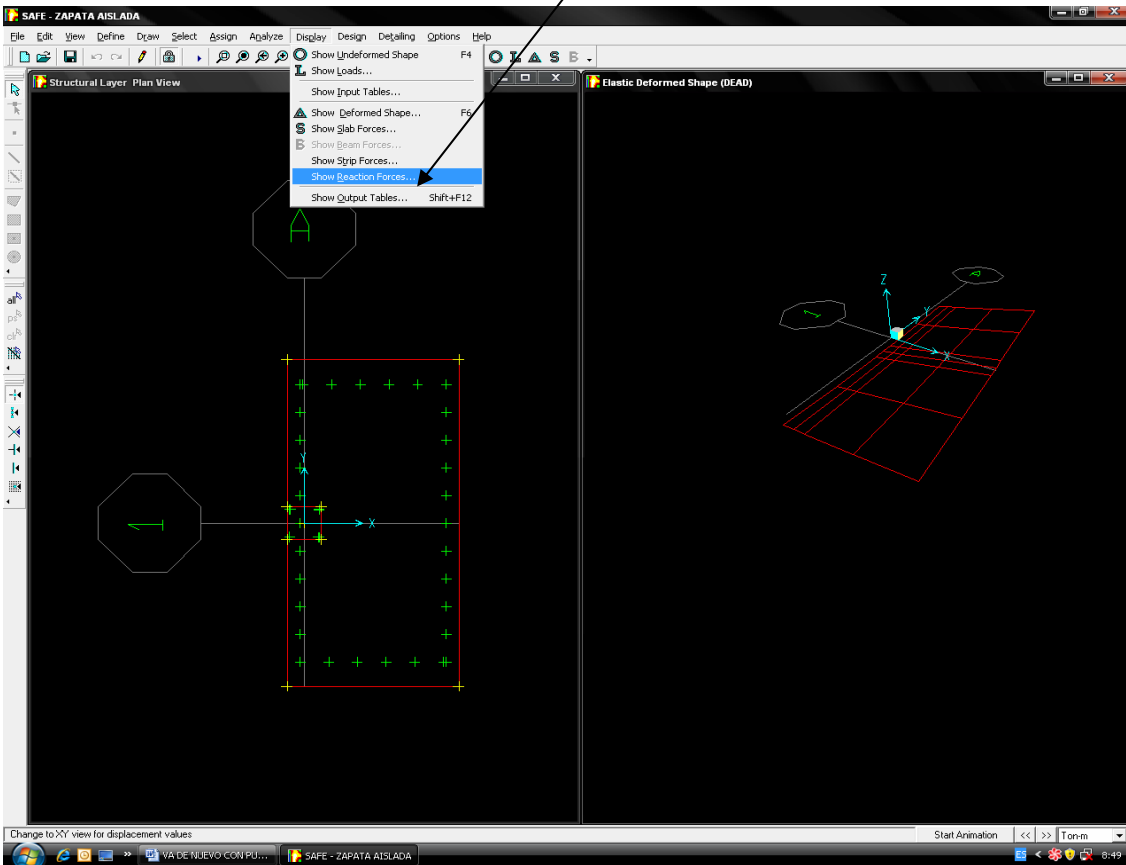 SAFE - ZAPATA AISLADA
File Edit View Define Draw Select Assign Analyze Display Design Detailing Options Help
Show Undeformed Shape F4
L Show Loads...
Show Input Tables...
Show Deformed Shape... F6
S Show Slab Forces...
B Show Beam Forces...
Show Strip Forces...
Show Reaction Forces...
Show Output Tables... Shift+F12
L S B
Structural Layer Plan View
Elastic Deformed Shape (DEAD)
all
ps
clr
A
1
Y
X
Z
A
1
Y
X
Change to XY view for displacement values
Start Animation << >> Ton-m
VA DE NUEVO CON PU...
SAFE - ZAPATA AISLADA
ES
8:49